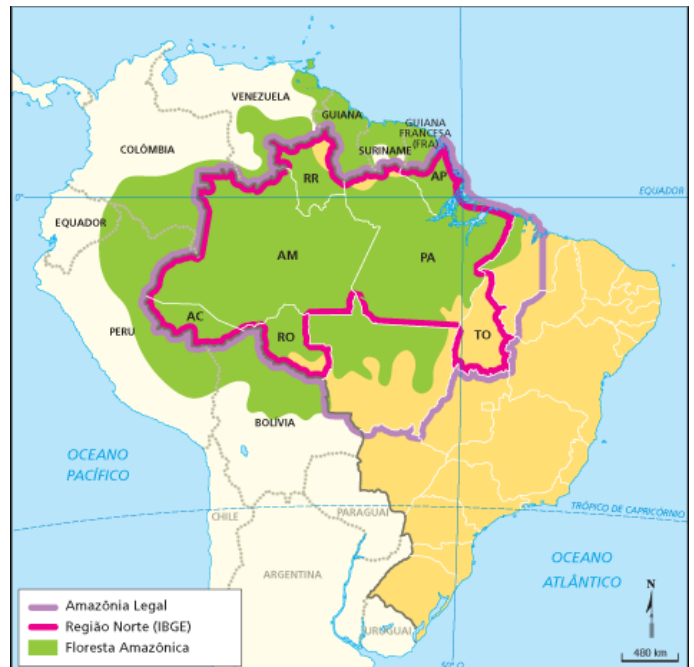 VENEZUELA
GUIANA
GUIANA
FRANCESA
(FRA)
SURINAME
COLÔMBIA
RR
AP
0°
EQUADOR
EQUADOR
AM
PA
AC
RO
TO
PERU
BOLÍVIA
OCEANO
PACÍFICO
TRÓPICO DE CAPRICÓRNIO
CHILE
PARAGUAI
ARGENTINA
OCEANO
ATLÂNTICO
URUGUAI
N
480 km
50° O
Amazônia Legal
Região Norte (IBGE)
Floresta Amazônica